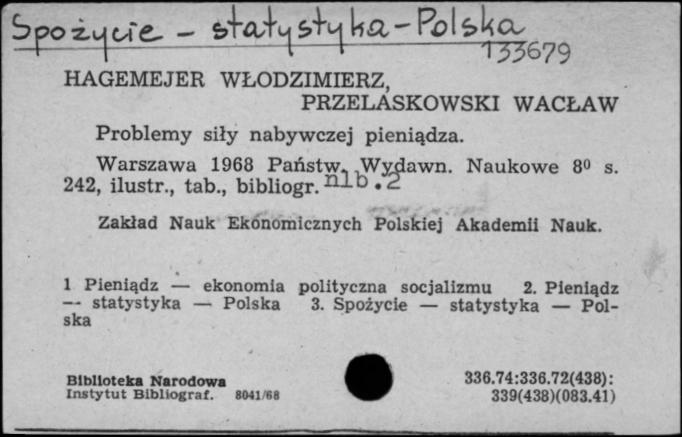 Spożycie – statystyka – Polska
133679
HAGEMEJER WŁODZIMIERZ,
PRZELASKOWSKI WACŁAW
Problemy siły nabywczej pieniądza.
Warszawa 1968 Państw. Wydawn. Naukowe 8⁰ s.
242, ilustr., tab., bibliogr. nlb. 2
Zakład Nauk Ekonomicznych Polskiej Akademii Nauk.
1 Pieniądz — ekonomia polityczna socjalizmu 2. Pieniądz
— statystyka — Polska 3. Spożycie — statystyka — Pol-
ska
Biblioteka Narodowa
Instytut Bibliograf. 8041/68
336.74:336.72(438):
339(438)(083.41)